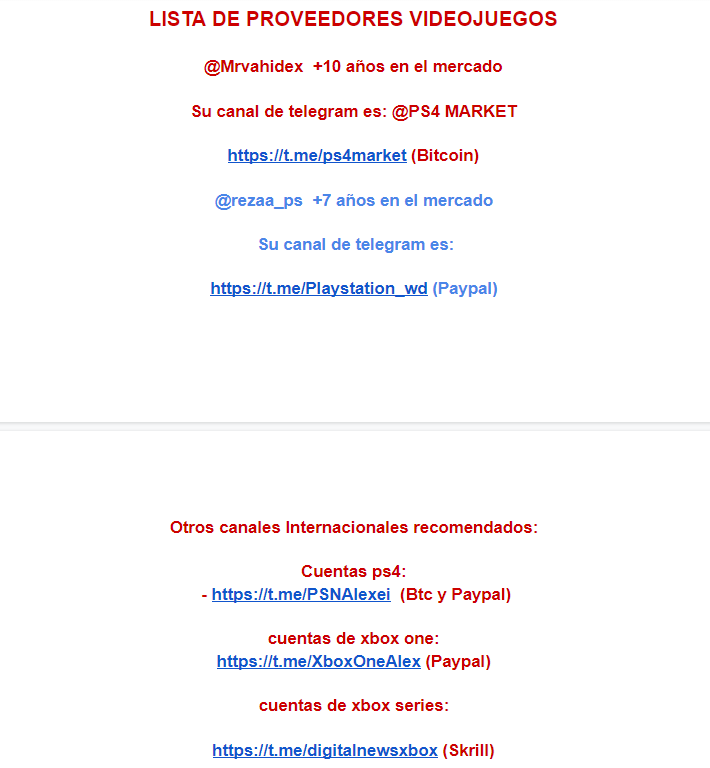 LISTA DE PROVEEDORES VIDEOJUEGOS
@Mrvahidex +10 años en el mercado
Su canal de telegram es: @PS4 MARKET
https://t.me/ps4market (Bitcoin)
@rezaa_ps +7 años en el mercado
Su canal de telegram es:
https://t.me/Playstation_wd (Paypal)
Otros canales Internacionales recomendados:
Cuentas ps4:
- https://t.me/PSNAlexei (Btc y Paypal)
cuentas de xbox one:
https://t.me/XboxOneAlex (Paypal)
cuentas de xbox series:
https://t.me/digitalnewsxbox (Skrill)